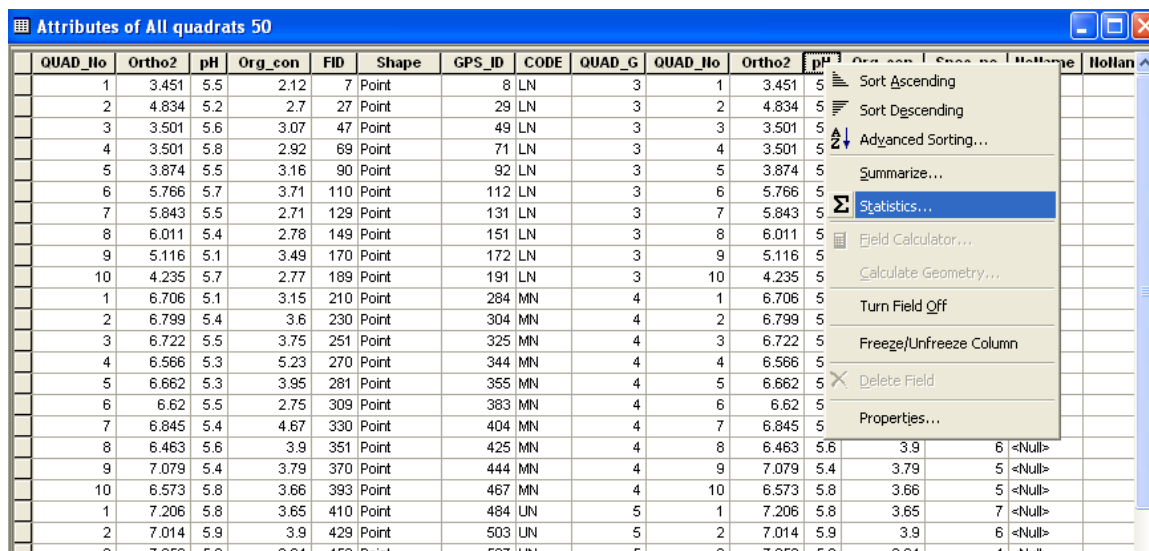 Attributes of All quadrats 50
QUAD_No Ortho2 pH Org_con FID Shape GPS_ID CODE QUAD_G QUAD_No Ortho2 pH
1 3.451 5.5 2.12 7 Point 8 LN 3 1 3.451
2 4.834 5.2 2.7 27 Point 29 LN 3 2 4.834
3 3.501 5.6 3.07 47 Point 49 LN 3 3 3.501
4 3.501 5.8 2.92 69 Point 71 LN 3 4 3.501
5 3.874 5.5 3.16 90 Point 92 LN 3 5 3.874
6 5.766 5.7 3.71 110 Point 112 LN 3 6 5.766
7 5.843 5.5 2.71 129 Point 131 LN 3 7 5.843
8 6.011 5.4 2.78 149 Point 151 LN 3 8 6.011
9 5.116 5.1 3.49 170 Point 172 LN 3 9 5.116
10 4.235 5.7 2.77 189 Point 191 LN 3 10 4.235
1 6.706 5.1 3.15 210 Point 284 MN 4 1 6.706
2 6.799 5.4 3.6 230 Point 304 MN 4 2 6.799
3 6.722 5.5 3.75 251 Point 325 MN 4 3 6.722
4 6.566 5.3 5.23 270 Point 344 MN 4 4 6.566
5 6.662 5.3 3.95 281 Point 355 MN 4 5 6.662
6 6.62 5.5 2.75 309 Point 383 MN 4 6 6.62
7 6.845 5.4 4.67 330 Point 404 MN 4 7 6.845
8 6.463 5.6 3.9 351 Point 425 MN 4 8 6.463 5.6 3.9 6 <Null>
9 7.079 5.4 3.79 370 Point 444 MN 4 9 7.079 5.4 3.79 5 <Null>
10 6.573 5.8 3.66 393 Point 467 MN 4 10 6.573 5.8 3.66 5 <Null>
1 7.206 5.8 3.65 410 Point 484 UN 5 1 7.206 5.8 3.65 7 <Null>
2 7.014 5.9 3.9 429 Point 503 UN 5 2 7.014 5.9 3.9 6 <Null>
Sort Ascending
Sort Descending
Advanced Sorting...
Summarize...
Statistics...
Field Calculator...
Calculate Geometry...
Turn Field Off
Freeze/Unfreeze Column
Delete Field
Properties...